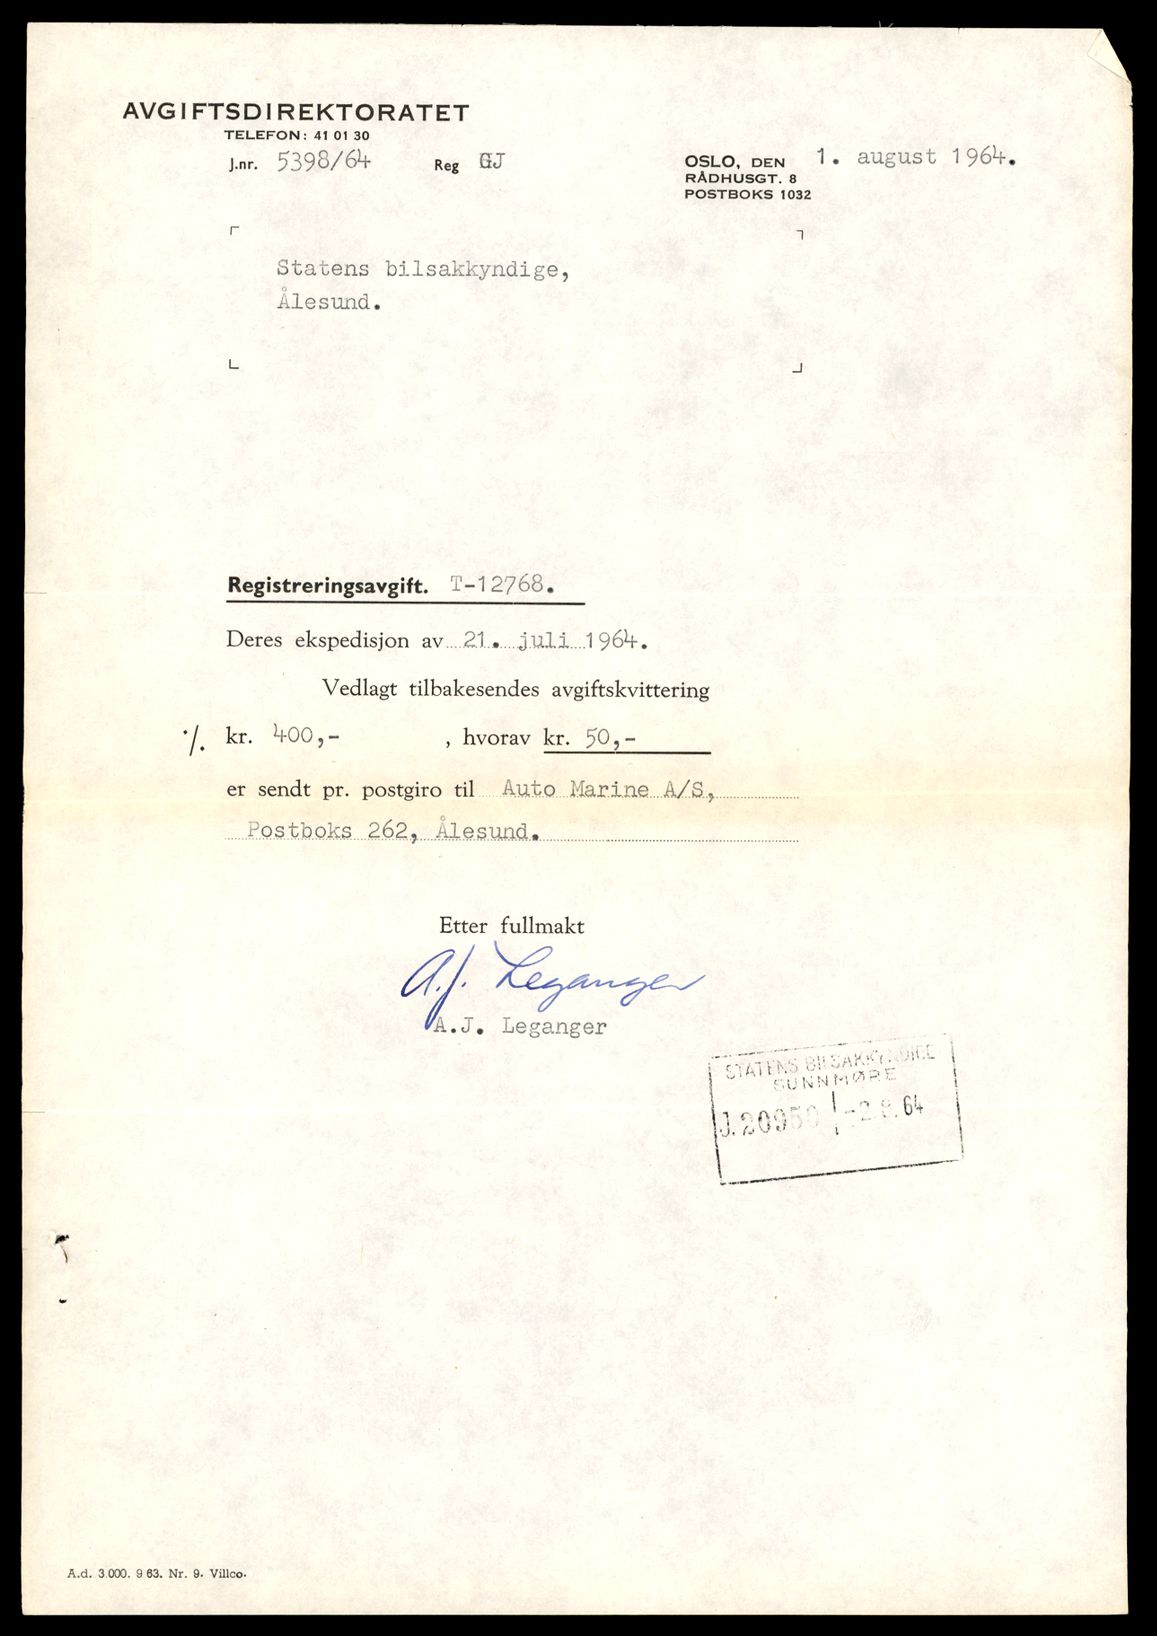 AVGIFTSDIREKTORATET
TELEFON: 41 01 30
J.nr. 5398/64 Reg GJ
OSLO, DEN 1. august 1964.
RÅDHUSGT. 8
POSTBOKS 1032
Statens bilsakkyndige,
Ålesund.
Registreringsavgift. T-12768.
Deres ekspedisjon av 21. juli 1964.
Vedlagt tilbakesendes avgiftskvittering
·/. kr. 400,- , hvorav kr. 50,-
er sendt pr. postgiro til Auto Marine A/S,
Postboks 262, Ålesund.
Etter fullmakt
A.J. Leganger
A.J. Leganger
STATENS BILSAKKYNDIGE
SUNNMØRE
J. 20950 -2.8.64
A.d. 3.000. 9 63. Nr. 9. Villco.